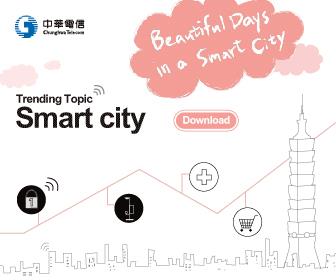 中華電信
Chunghwa Telecom
Beautiful Days
in a Smart City
Trending Topic
Smart city
Download